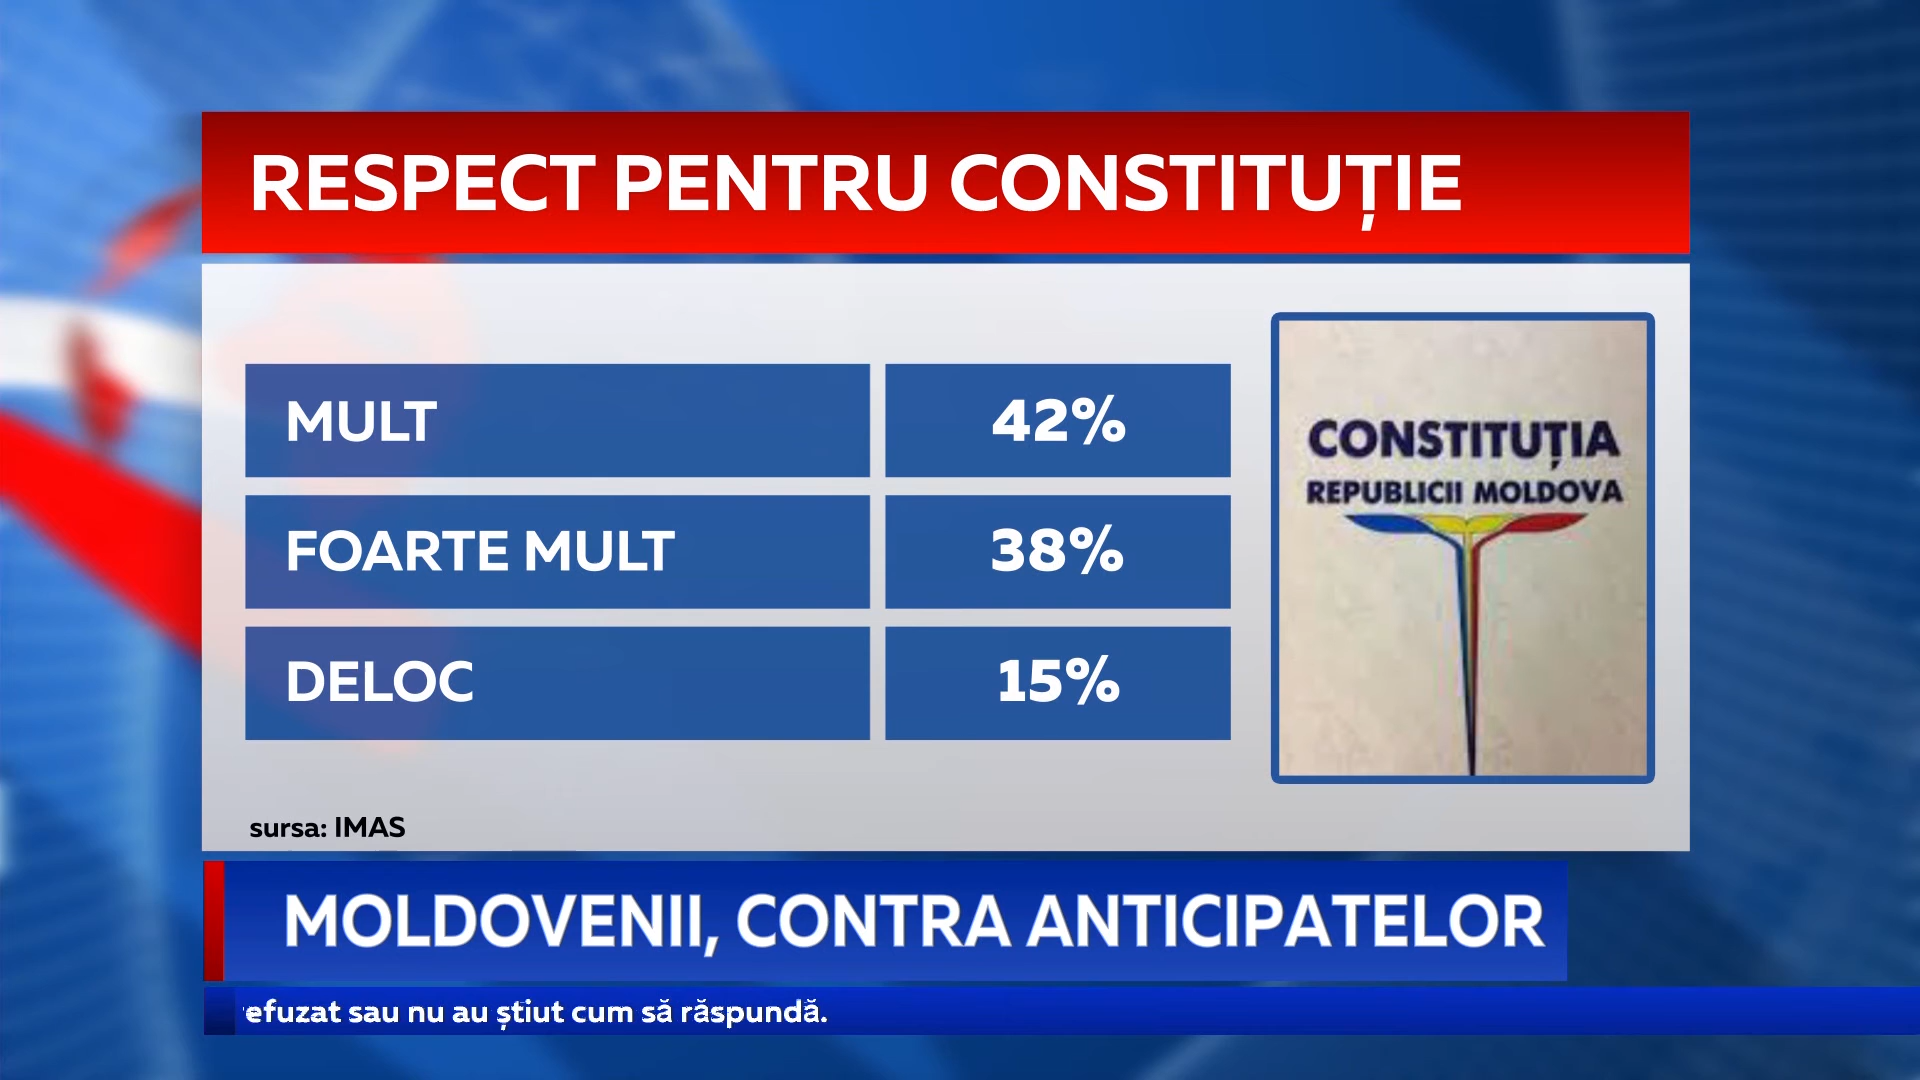 RESPECT PENTRU CONSTITUȚIE
MULT 42%
FOARTE MULT 38%
DELOC 15%
CONSTITUȚIA
REPUBLICII MOLDOVA
sursa: IMAS
MOLDOVENII, CONTRA ANTICIPATELOR
efuzat sau nu au știut cum să răspundă.